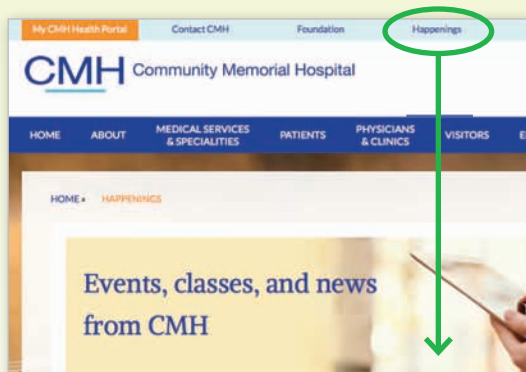 My CMH Health Portal Contact CMH Foundation Happenings
CMH Community Memorial Hospital
HOME ABOUT MEDICAL SERVICES & SPECIALITIES PATIENTS PHYSICIANS & CLINICS VISITORS E
HOME » HAPPENINGS
Events, classes, and news
from CMH